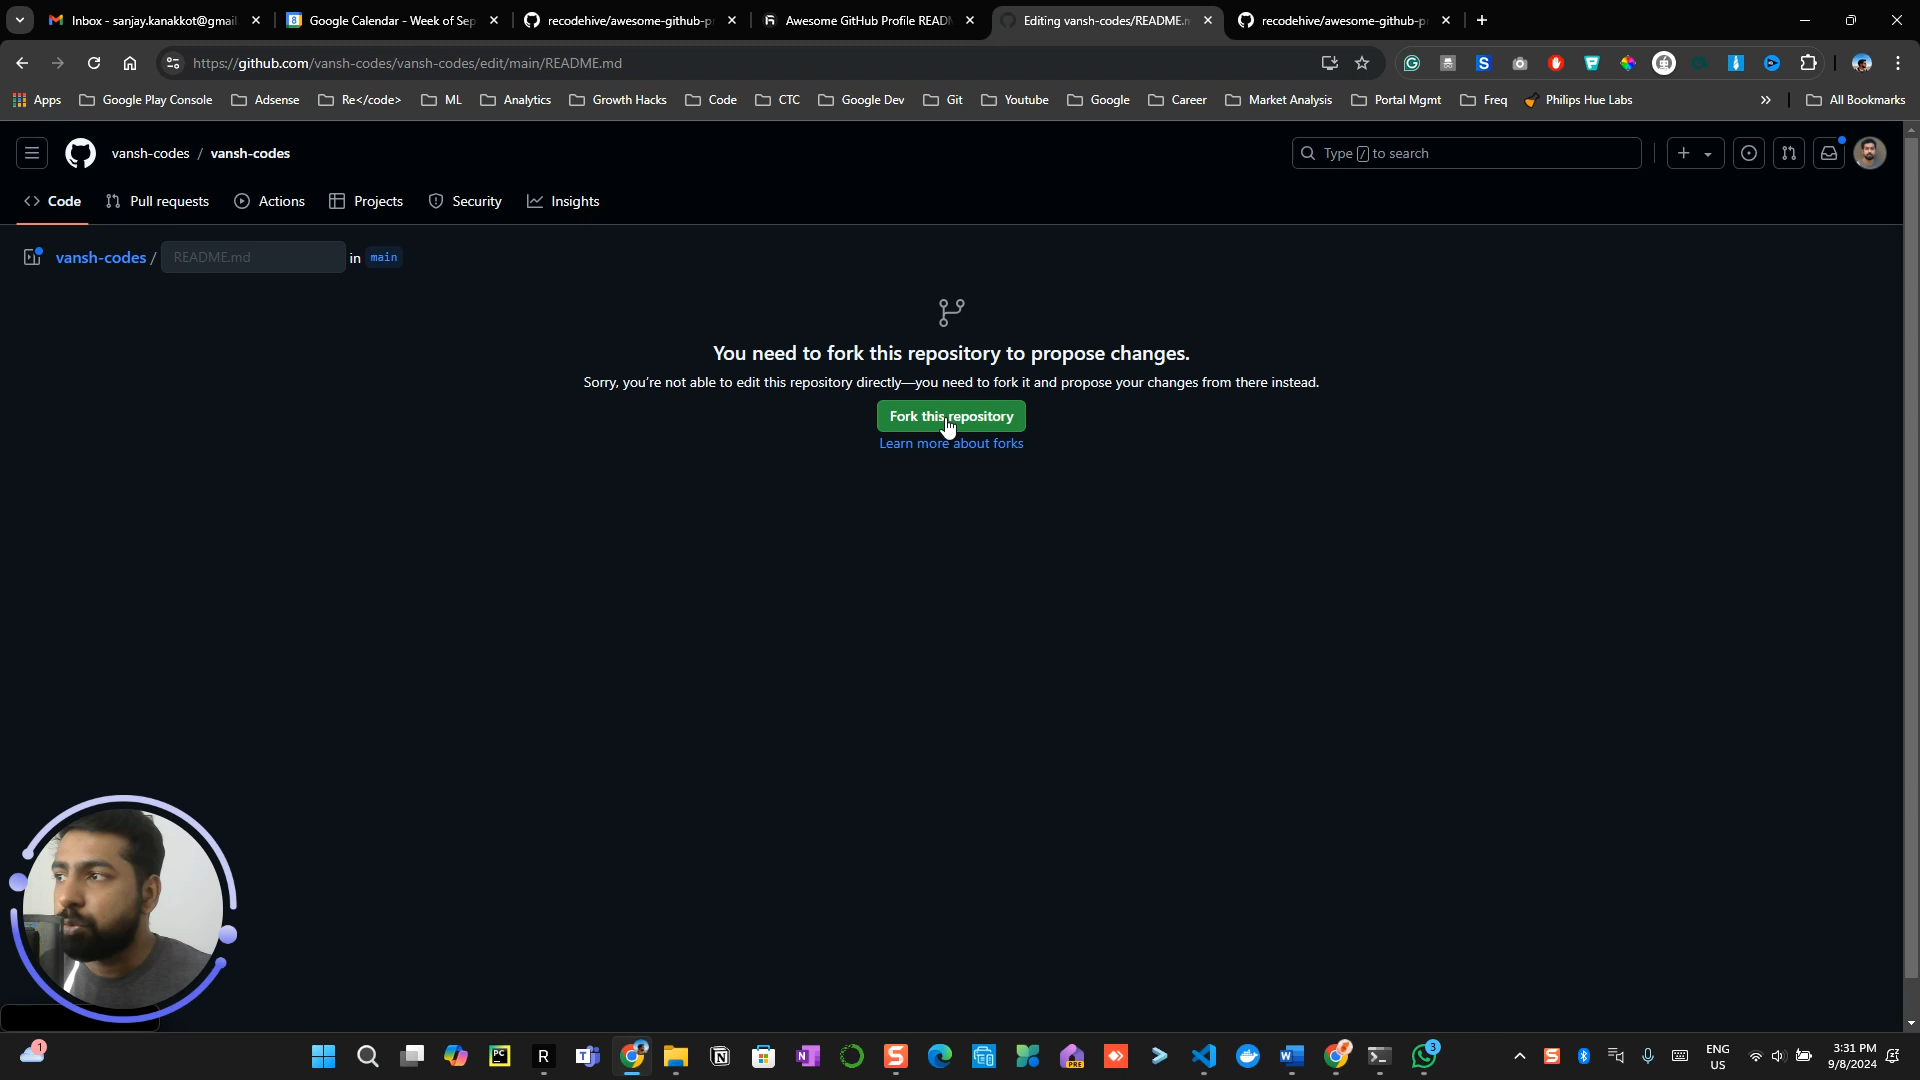 Inbox - sanjay.kanakkot@gmail
Google Calendar - Week of Sep
recodehive/awesome-github-p
Awesome GitHub Profile READ
Editing vansh-codes/README.m
recodehive/awesome-github-p
https://github.com/vansh-codes/vansh-codes/edit/main/README.md
Apps
Google Play Console
Adsense
Re</code>
ML
Analytics
Growth Hacks
Code
CTC
Google Dev
Git
Youtube
Google
Career
Market Analysis
Portal Mgmt
Freq
Philips Hue Labs
All Bookmarks
vansh-codes / vansh-codes
Type / to search
Code
Pull requests
Actions
Projects
Security
Insights
vansh-codes / README.md in main
You need to fork this repository to propose changes.
Sorry, you're not able to edit this repository directly—you need to fork it and propose your changes from there instead.
Fork this repository
Learn more about forks
1
PC
R
PRE
3
ENG
US
3:31 PM
9/8/2024